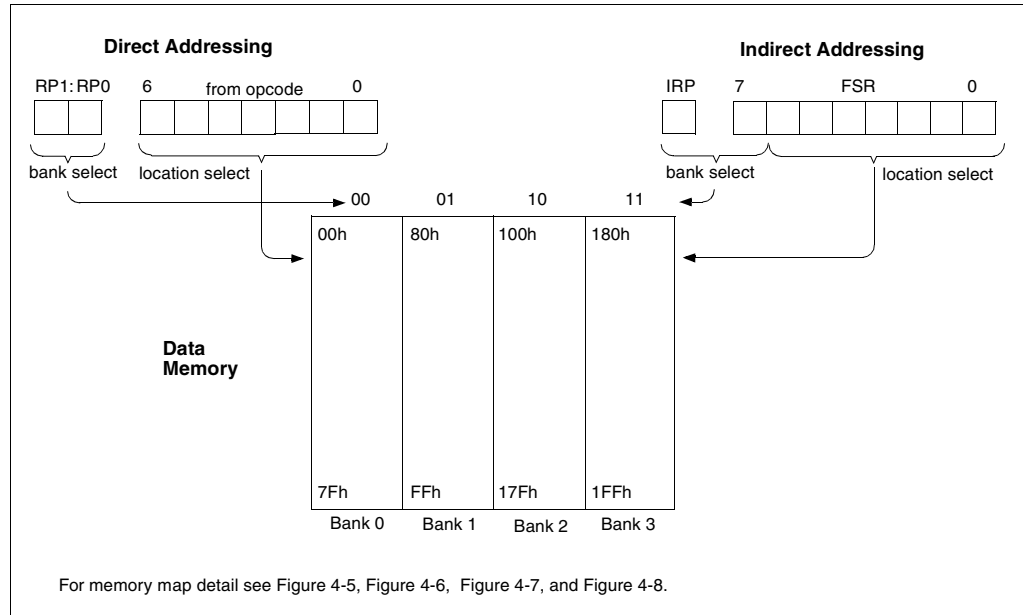 Direct Addressing
Indirect Addressing
RP1:RP0 6 from opcode 0
IRP 7 FSR 0
bank select location select
bank select location select
00 01 10 11
00h 80h 100h 180h
Data
Memory
7Fh FFh 17Fh 1FFh
Bank 0 Bank 1 Bank 2 Bank 3
For memory map detail see Figure 4-5, Figure 4-6, Figure 4-7, and Figure 4-8.